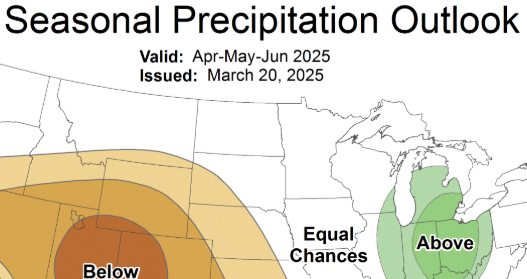 Seasonal Precipitation Outlook
Valid: Apr-May-Jun 2025
Issued: March 20, 2025
Equal
Chances
Above
Below